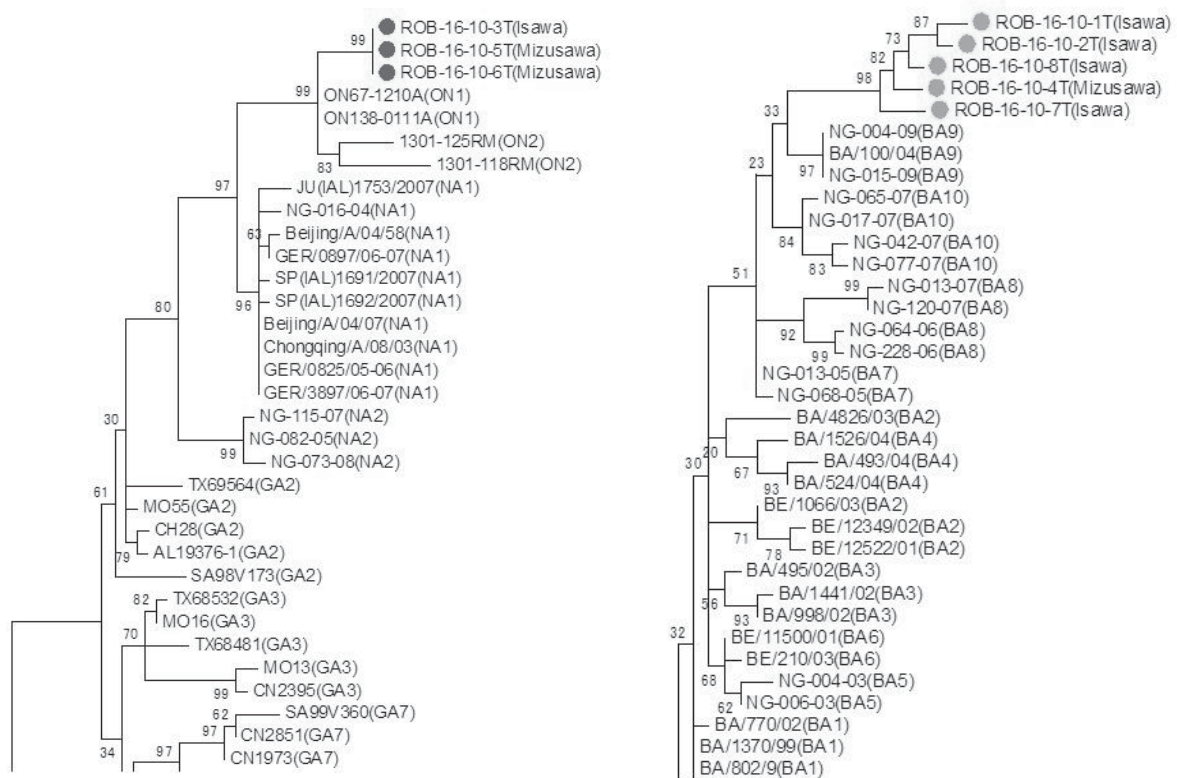 ROB-16-10-3T(Isawa)
99
ROB-16-10-5T(Mizusawa)
ROB-16-10-6T(Mizusawa)
99
ON67-1210A(ON1)
ON138-0111A(ON1)
1301-125RM(ON2)
83
1301-118RM(ON2)
97
JU(IAL)1753/2007(NA1)
NG-016-04(NA1)
63
Beijing/A/04/58(NA1)
GER/0897/06-07(NA1)
SP(IAL)1691/2007(NA1)
96
SP(IAL)1692/2007(NA1)
80
Beijing/A/04/07(NA1)
Chongqing/A/08/03(NA1)
GER/0825/05-06(NA1)
GER/3897/06-07(NA1)
30
NG-115-07(NA2)
NG-082-05(NA2)
99
NG-073-08(NA2)
61
TX69564(GA2)
MO55(GA2)
CH28(GA2)
79
AL19376-1(GA2)
SA98V173(GA2)
82
TX68532(GA3)
MO16(GA3)
70
TX68481(GA3)
MO13(GA3)
99
CN2395(GA3)
62
SA99V360(GA7)
97
CN2851(GA7)
34
97
CN1973(GA7)
87
ROB-16-10-1T(Isawa)
73
ROB-16-10-2T(Isawa)
82
ROB-16-10-8T(Isawa)
98
ROB-16-10-4T(Mizusawa)
ROB-16-10-7T(Isawa)
33
NG-004-09(BA9)
BA/100/04(BA9)
97
NG-015-09(BA9)
23
NG-065-07(BA10)
NG-017-07(BA10)
84
NG-042-07(BA10)
83
NG-077-07(BA10)
51
99
NG-013-07(BA8)
NG-120-07(BA8)
92
NG-064-06(BA8)
99
NG-228-06(BA8)
NG-013-05(BA7)
NG-068-05(BA7)
BA/4826/03(BA2)
20
BA/1526/04(BA4)
30
67
BA/493/04(BA4)
93
BA/524/04(BA4)
BE/1066/03(BA2)
71
BE/12349/02(BA2)
78
BE/12522/01(BA2)
BA/495/02(BA3)
56
BA/1441/02(BA3)
93
BA/998/02(BA3)
32
BE/11500/01(BA6)
BE/210/03(BA6)
68
NG-004-03(BA5)
62
NG-006-03(BA5)
BA/770/02(BA1)
BA/1370/99(BA1)
BA/802/9(BA1)